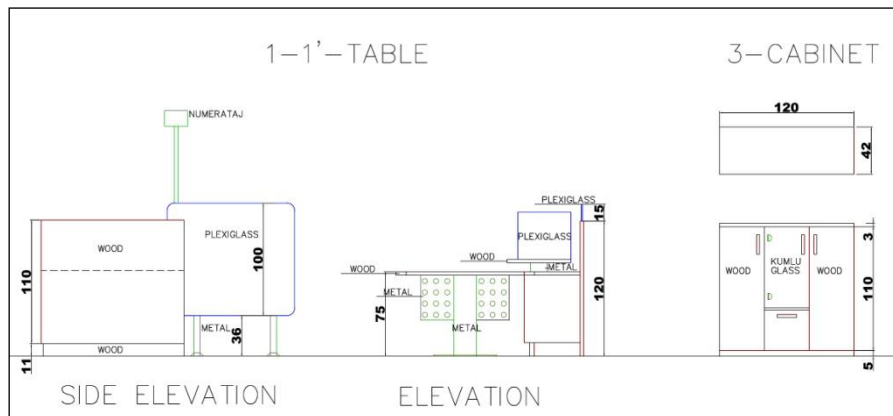 1-1'-TABLE
3-CABINET
NUMERATAJ
WOOD
PLEXIGLASS
110
100
METAL
36
WOOD
11
SIDE ELEVATION
PLEXIGLASS
15
PLEXIGLASS
WOOD
WOOD
METAL
METAL
75
METAL
120
ELEVATION
120
42
3
KUMLU
GLASS
WOOD
WOOD
110
5